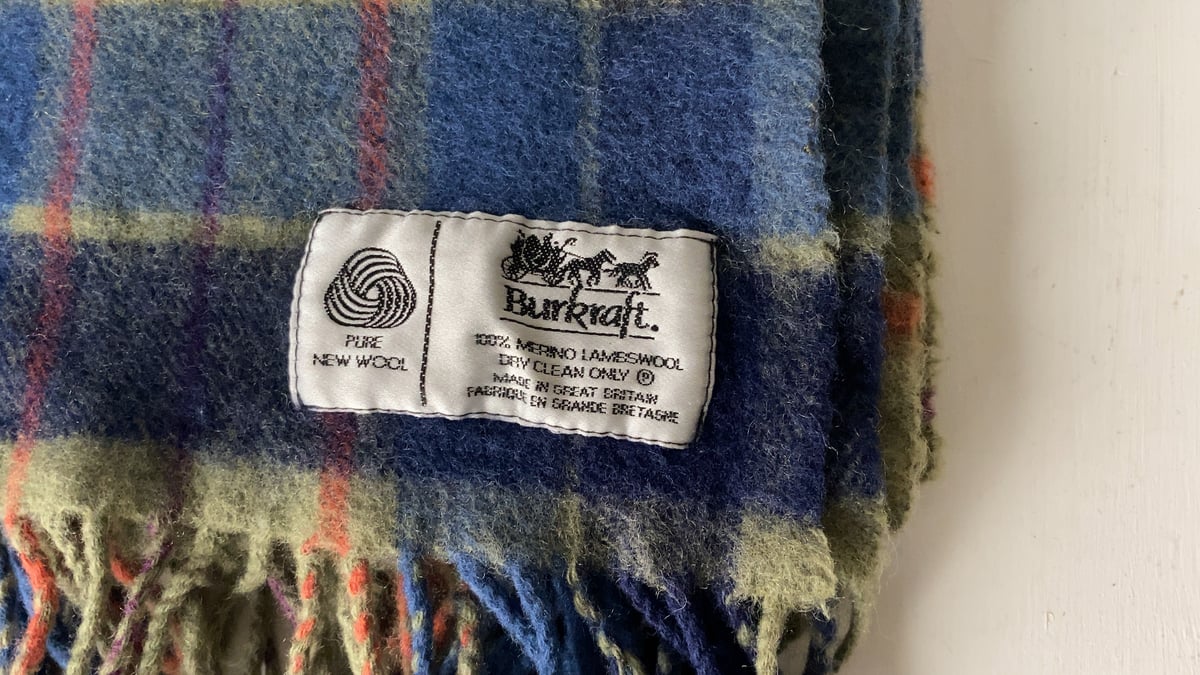 PURE
NEW WOOL
Burkraft.
100% MERINO LAMBSWOOL
DRY CLEAN ONLY Ⓟ
MADE IN GREAT BRITAIN
FABRIQUE EN GRANDE BRETAGNE